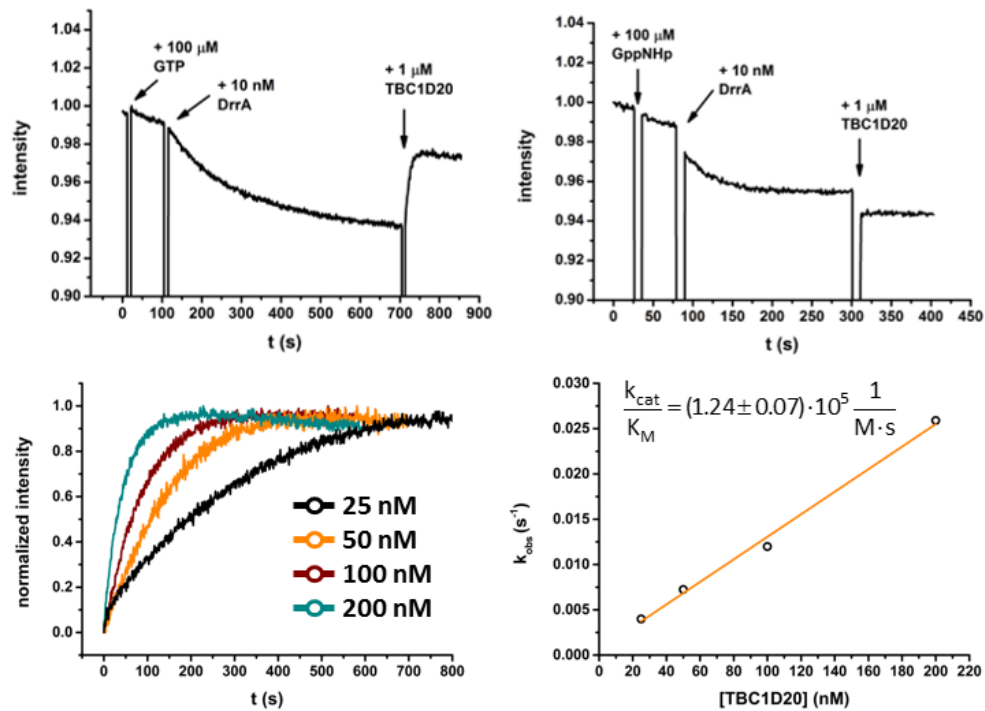 1.04
1.02
1.00
0.98
0.96
0.94
0.92
0.90
intensity
+ 100 µM
GTP
+ 10 nM
DrrA
+ 1 µM
TBC1D20
0 100 200 300 400 500 600 700 800 900
t (s)
1.04
1.02
1.00
0.98
0.96
0.94
0.92
0.90
intensity
+ 100 µM
GppNHp
+ 10 nM
DrrA
+ 1 µM
TBC1D20
0 50 100 150 200 250 300 350 400 450
t (s)
1.0
0.8
0.6
0.4
0.2
0.0
normalized intensity
25 nM
50 nM
100 nM
200 nM
0 100 200 300 400 500 600 700 800
t (s)
0.030
0.025
0.020
0.015
0.010
0.005
0.000
k_obs (s⁻¹)
k_cat/K_M = (1.24 ± 0.07)·10⁵ 1/M·s
0 20 40 60 80 100 120 140 160 180 200 220
[TBC1D20] (nM)